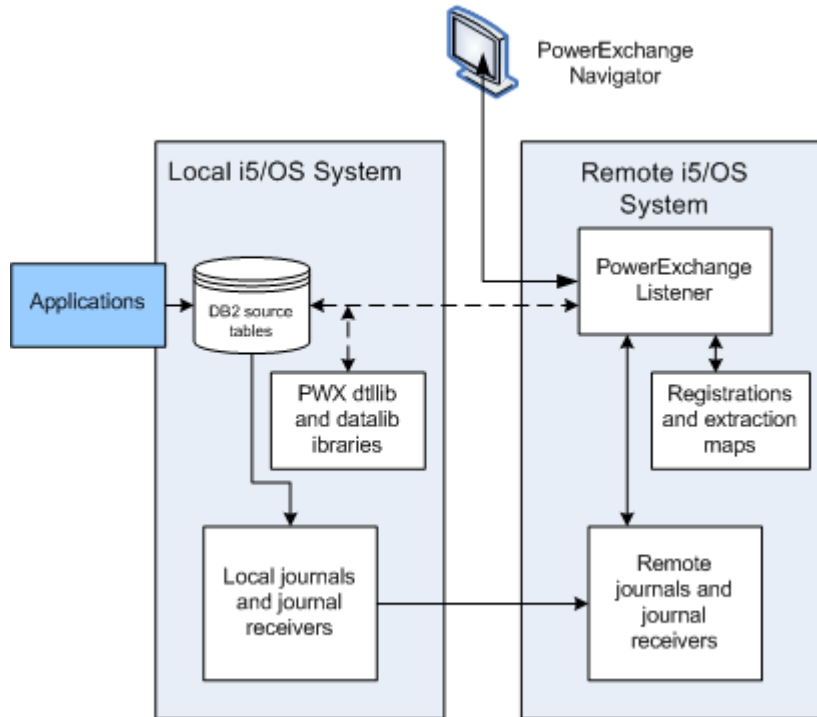 PowerExchange
Navigator
Local i5/OS System
Remote i5/OS
System
Applications
DB2 source
tables
PowerExchange
Listener
PWX dtllib
and datalib
ibraries
Registrations
and extraction
maps
Local journals
and journal
receivers
Remote
journals and
journal
receivers